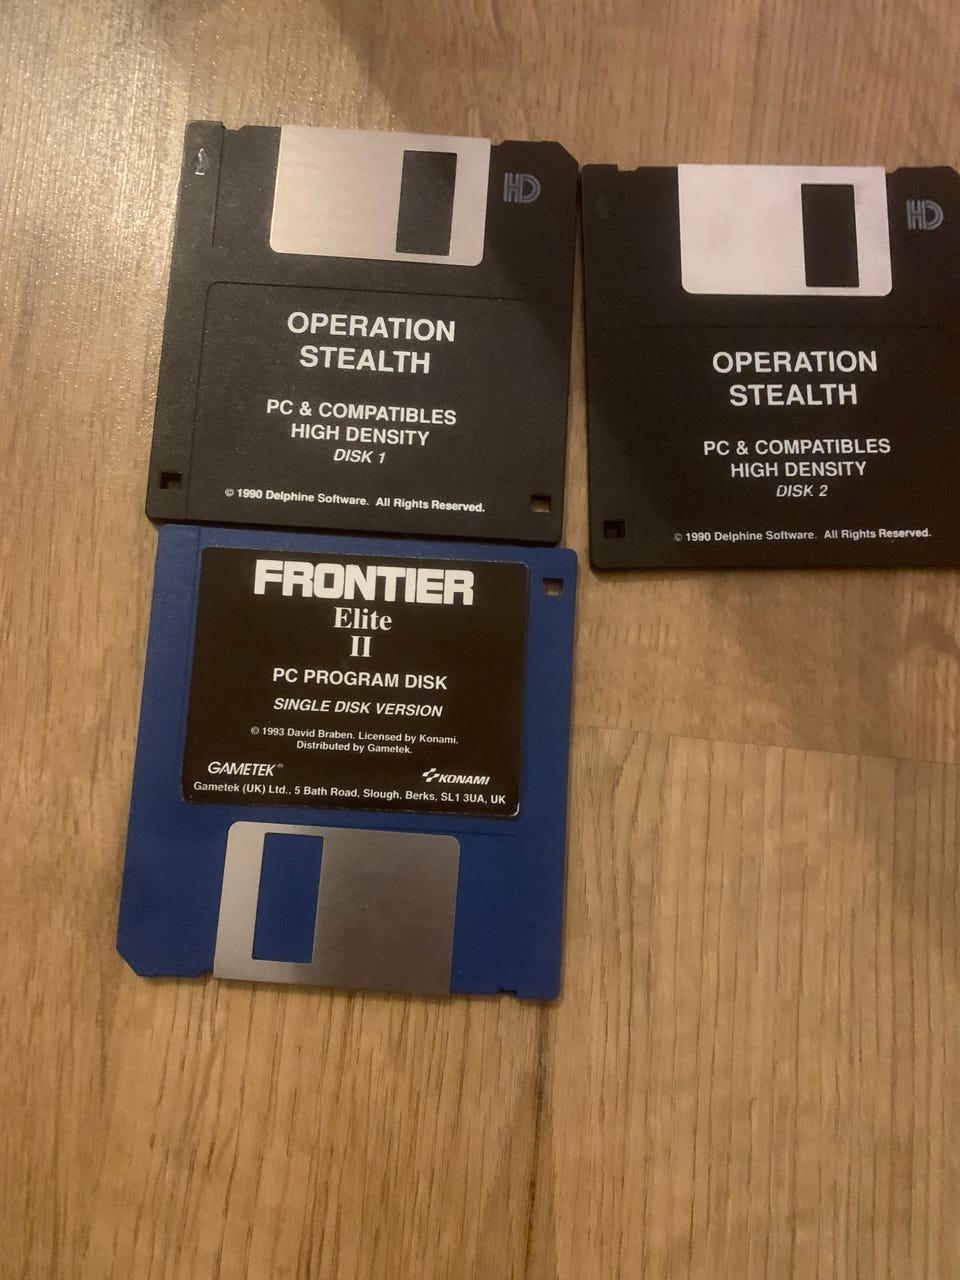 HD
OPERATION
STEALTH
PC & COMPATIBLES
HIGH DENSITY
DISK 1
© 1990 Delphine Software. All Rights Reserved.
HD
OPERATION
STEALTH
PC & COMPATIBLES
HIGH DENSITY
DISK 2
© 1990 Delphine Software. All Rights Reserved.
FRONTIER
Elite
II
PC PROGRAM DISK
SINGLE DISK VERSION
© 1993 David Braben. Licensed by Konami.
Distributed by Gametek.
GAMETEK®
KONAMI
Gametek (UK) Ltd., 5 Bath Road, Slough, Berks, SL1 3UA, UK